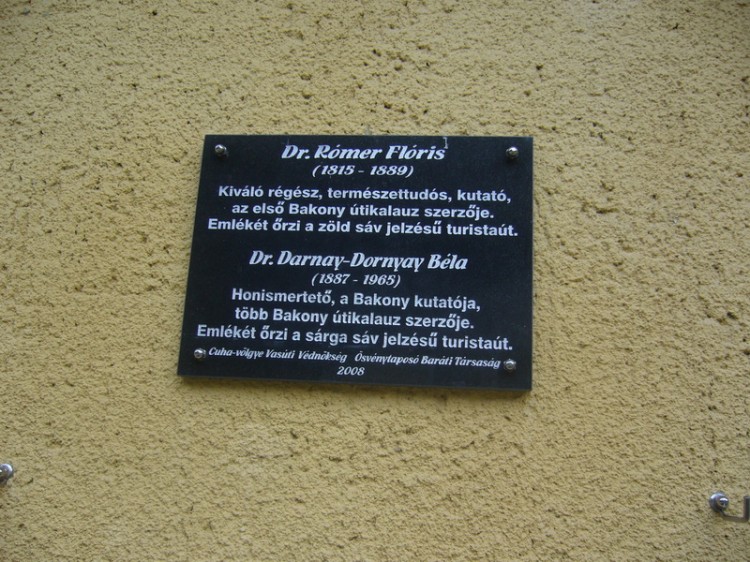 Dr. Rómer Flóris
(1815 - 1889)
Kiváló régész, természettudós, kutató,
az első Bakony útikalauz szerzője.
Emlékét őrzi a zöld sáv jelzésű turistaút.
Dr. Darnay-Dornyay Béla
(1887 - 1965)
Honismertető, a Bakony kutatója,
több Bakony útikalauz szerzője.
Emlékét őrzi a sárga sáv jelzésű turistaút.
Cuha-völgye Vasúti Védnökség Ösvénytaposó Baráti Társaság
2008